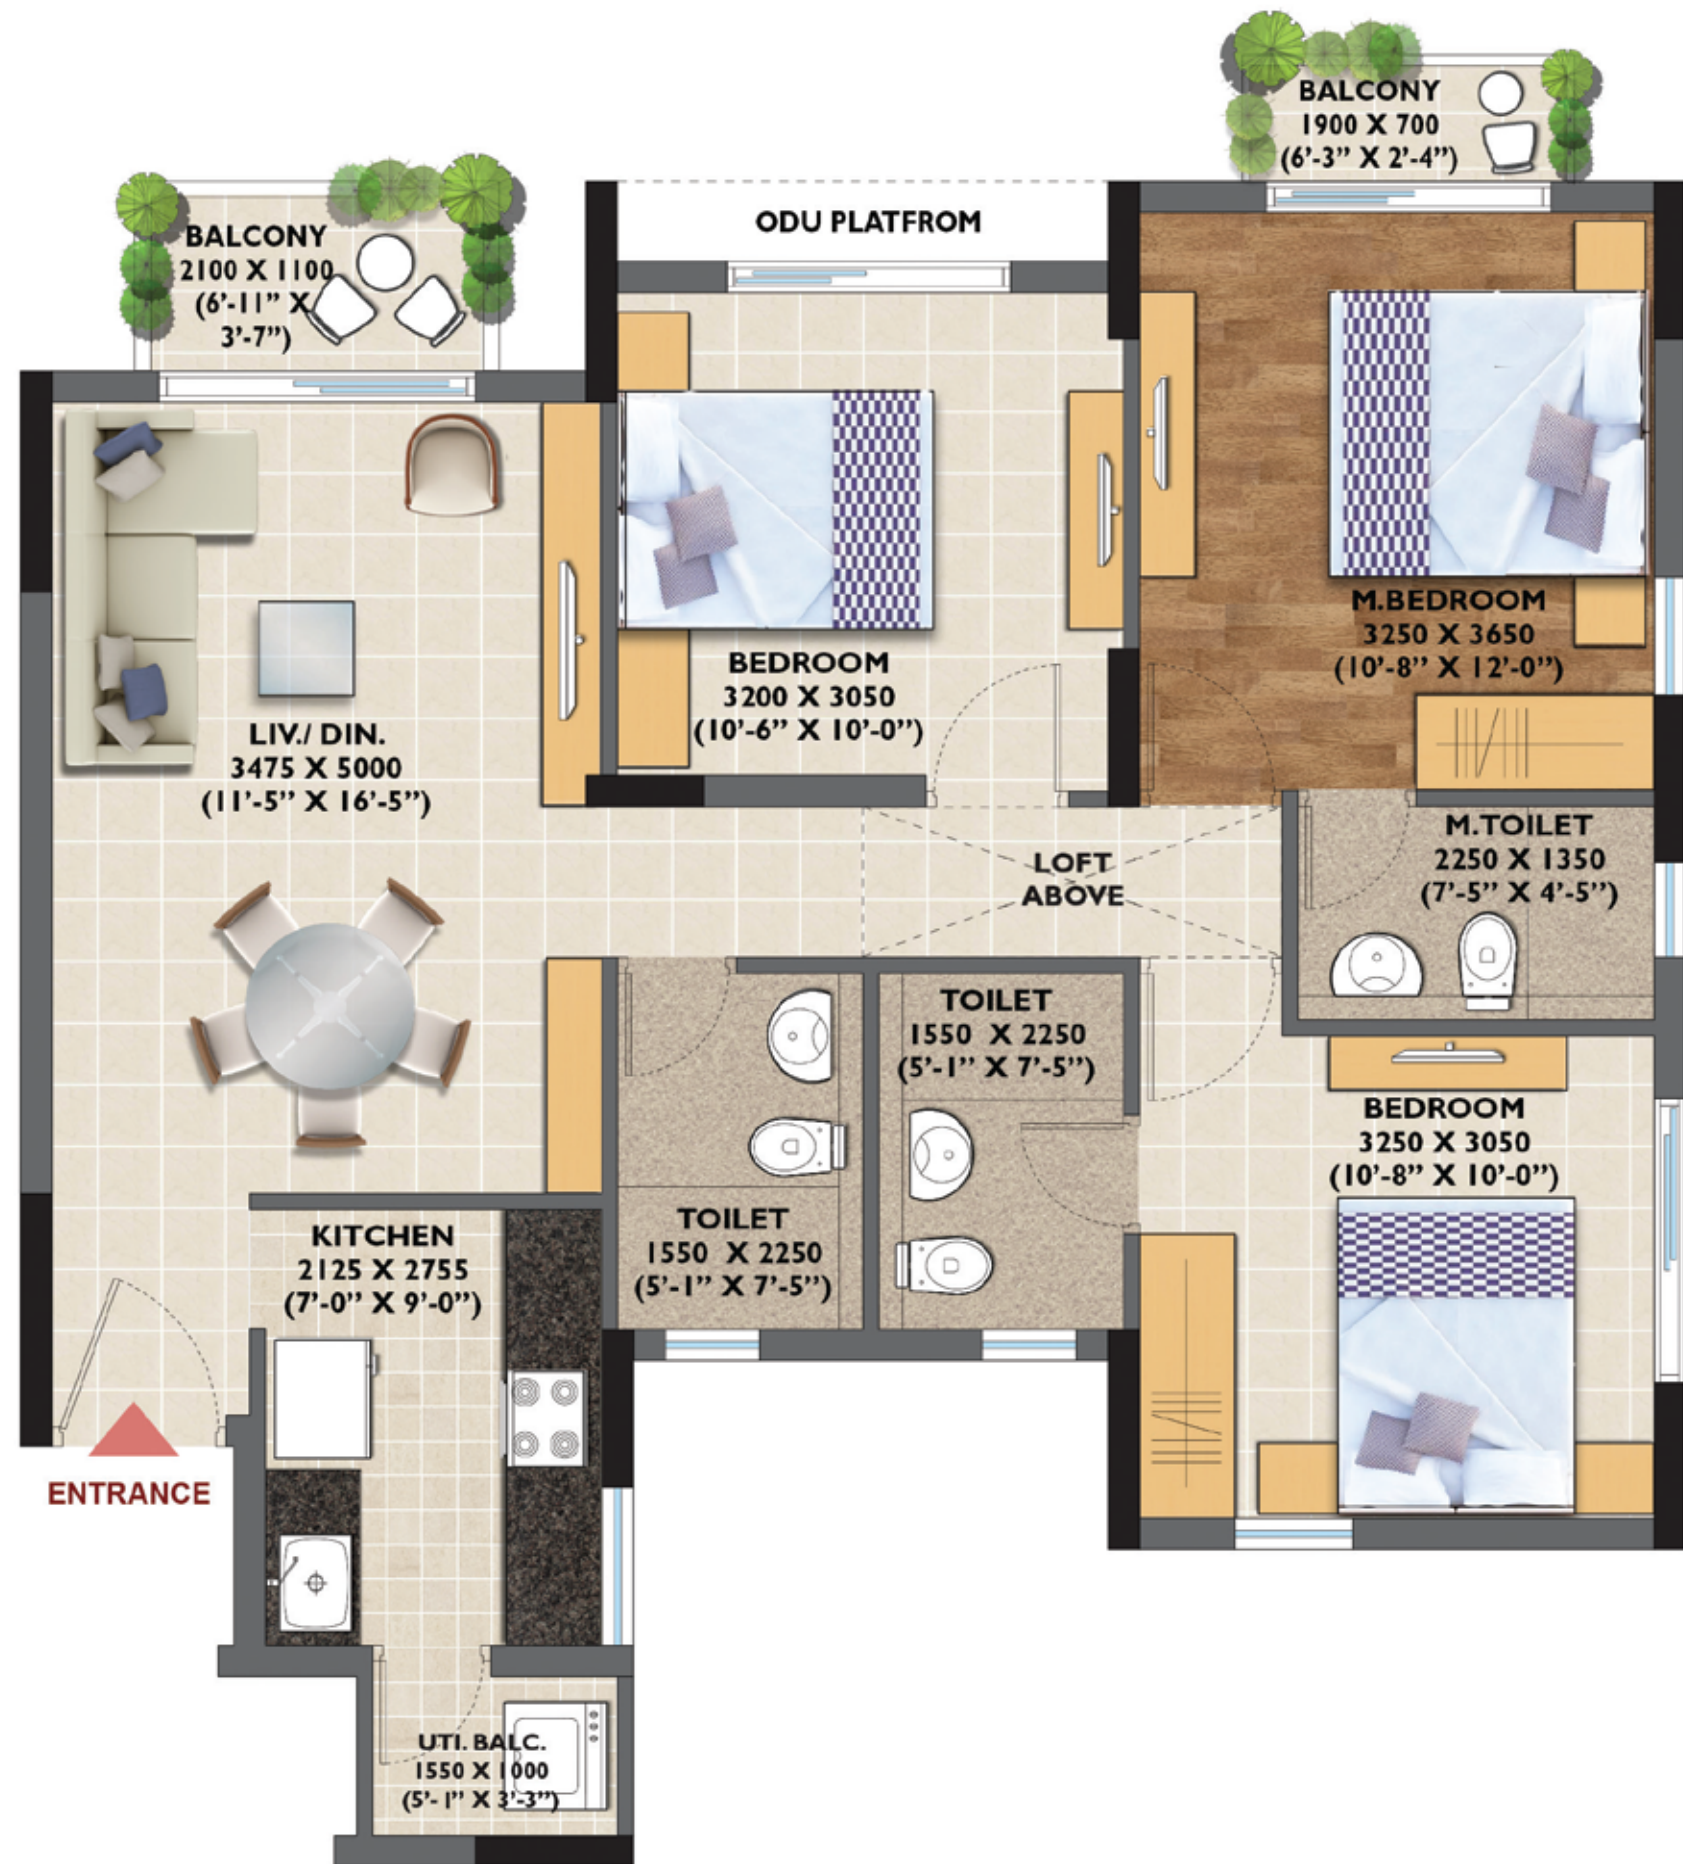 BALCONY
1900 X 700
(6'-3” X 2'-4”)
BALCONY
2100 X 1100
(6'-11” X
3'-7”)
ODU PLATFROM
M.BEDROOM
3250 X 3650
(10'-8” X 12'-0”)
BEDROOM
3200 X 3050
(10'-6” X 10'-0”)
LIV./ DIN.
3475 X 5000
(11'-5” X 16'-5”)
M.TOILET
2250 X 1350
(7'-5” X 4'-5”)
LOFT
ABOVE
TOILET
1550 X 2250
(5'-1” X 7'-5”)
BEDROOM
3250 X 3050
(10'-8” X 10'-0”)
TOILET
1550 X 2250
(5'-1” X 7'-5”)
KITCHEN
2125 X 2755
(7'-0” X 9'-0”)
ENTRANCE
UTI. BALC.
1550 X 1000
(5'- 1” X 3'-3”)